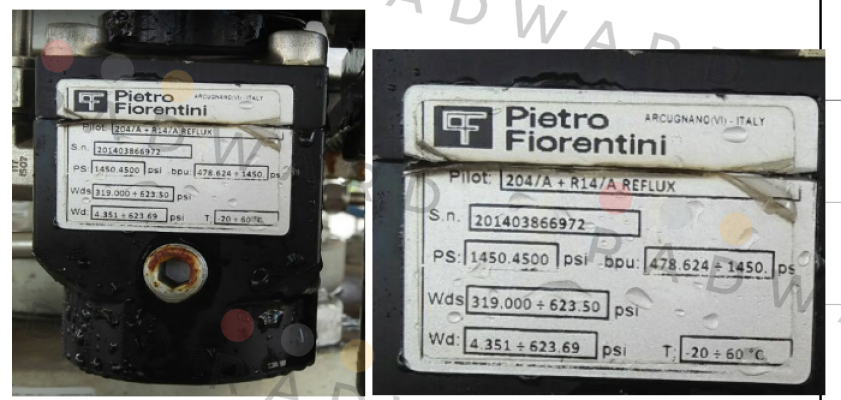 Pietro
Fiorentini
ARCUGNANO(VI) - ITALY
Pilot: 204/A + R14/A REFLUX
S.n. 201403866972
PS: 1450.4500 psi bpu: 478.624 ÷ 1450. ps
Wds 319.000 ÷ 623.50 psi
Wd: 4.351 ÷ 623.69 psi T: -20 ÷ 60 °C
Pietro
Fiorentini
ARCUGNANO(VI) - ITALY
Pilot: 204/A + R14/A REFLUX
S.n. 201403866972
PS: 1450.4500 psi bpu: 478.624 ÷ 1450. ps
Wds 319.000 ÷ 623.50 psi
Wd: 4.351 ÷ 623.69 psi T: -20 ÷ 60 °C